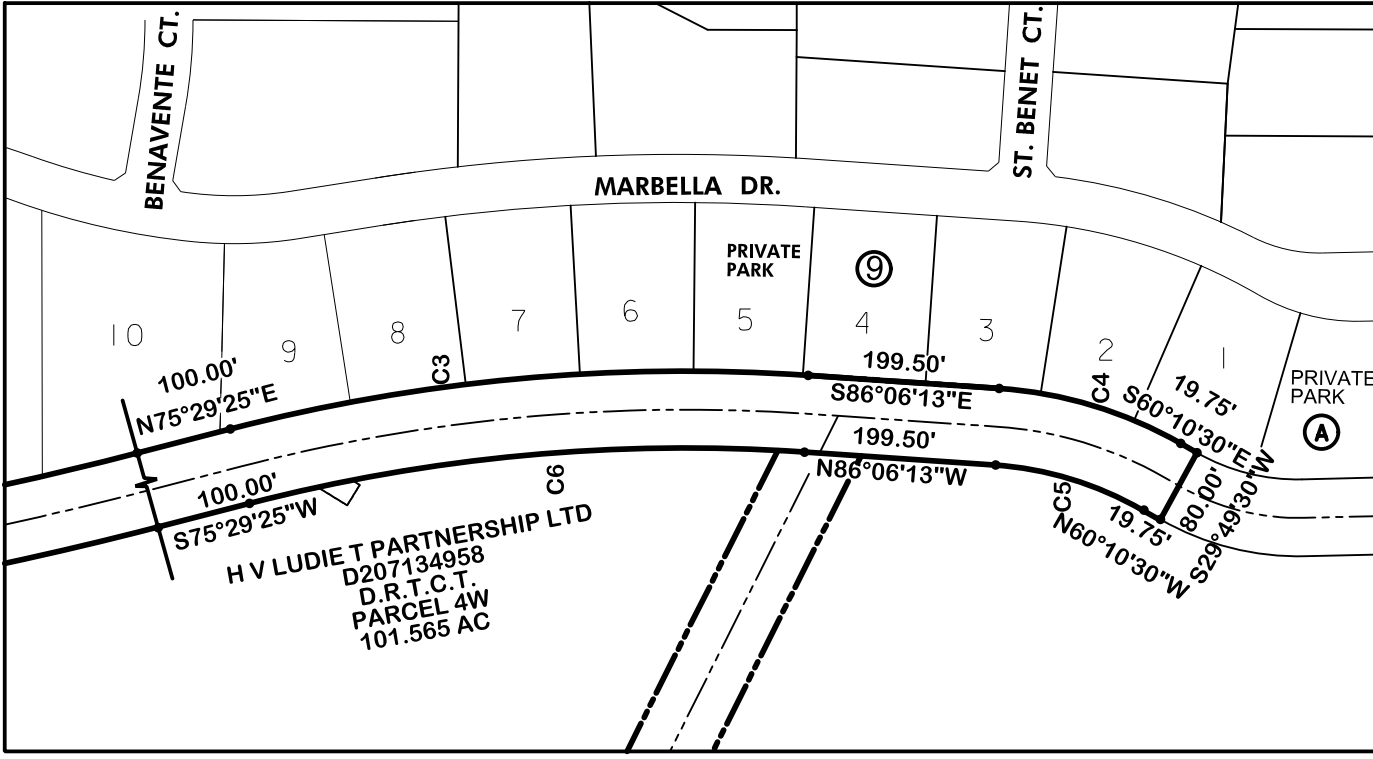 BENAVENTE CT.
ST. BENET CT.
MARBELLA DR.
PRIVATE
PARK
9
10
9
8
7
6
5
4
3
2
1
PRIVATE
PARK
A
100.00'
N75°29'25"E
C3
199.50'
S86°06'13"E
C4
19.75'
S60°10'30"E
80.00'
S29°49'30"W
100.00'
S75°29'25"W
C6
199.50'
N86°06'13"W
C5
19.75'
N60°10'30"W
H V LUDIE T PARTNERSHIP LTD
D207134958
D.R.T.C.T.
PARCEL 4W
101.565 AC